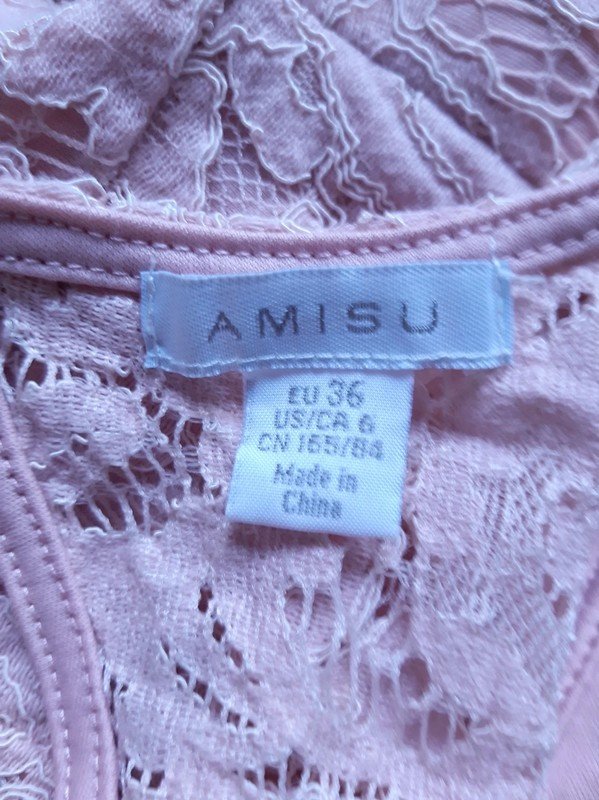 AMISU
EU 36
US/CA 6
CN 165/84
Made in
China